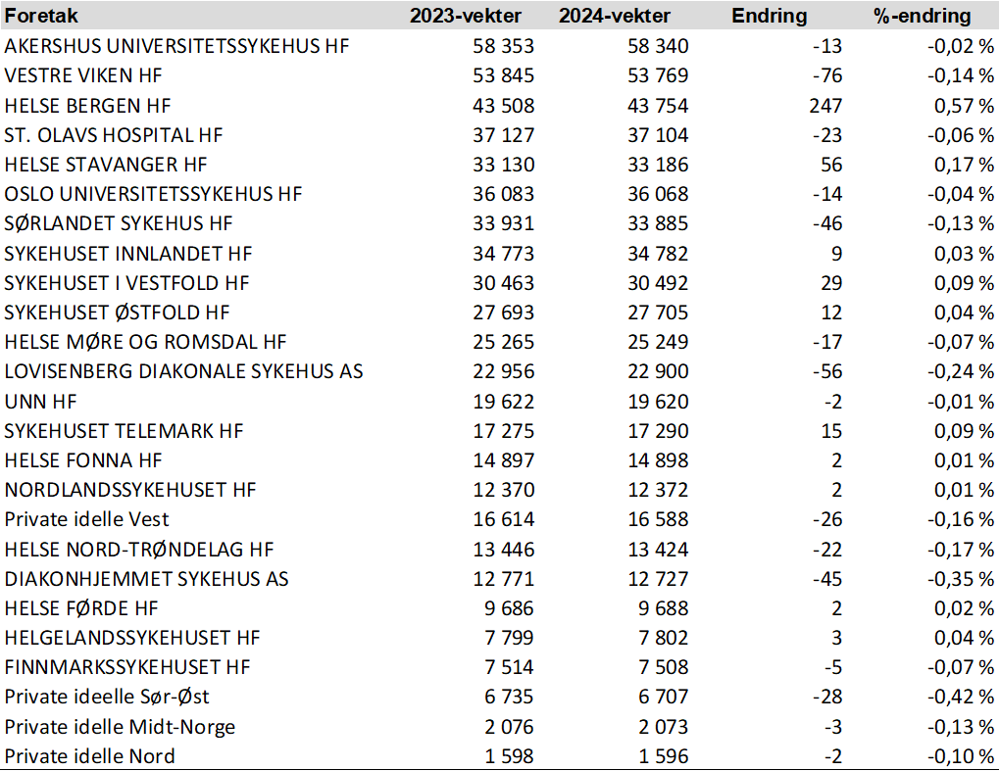 Foretak 2023-vekter 2024-vekter Endring %-endring
AKERSHUS UNIVERSITETSSYKEHUS HF 58 353 58 340 -13 -0,02 %
VESTRE VIKEN HF 53 845 53 769 -76 -0,14 %
HELSE BERGEN HF 43 508 43 754 247 0,57 %
ST. OLAVS HOSPITAL HF 37 127 37 104 -23 -0,06 %
HELSE STAVANGER HF 33 130 33 186 56 0,17 %
OSLO UNIVERSITETSSYKEHUS HF 36 083 36 068 -14 -0,04 %
SØRLANDET SYKEHUS HF 33 931 33 885 -46 -0,13 %
SYKEHUSET INNLANDET HF 34 773 34 782 9 0,03 %
SYKEHUSET I VESTFOLD HF 30 463 30 492 29 0,09 %
SYKEHUSET ØSTFOLD HF 27 693 27 705 12 0,04 %
HELSE MØRE OG ROMSDAL HF 25 265 25 249 -17 -0,07 %
LOVISENBERG DIAKONALE SYKEHUS AS 22 956 22 900 -56 -0,24 %
UNN HF 19 622 19 620 -2 -0,01 %
SYKEHUSET TELEMARK HF 17 275 17 290 15 0,09 %
HELSE FONNA HF 14 897 14 898 2 0,01 %
NORDLANDSSYKEHUSET HF 12 370 12 372 2 0,01 %
Private idelle Vest 16 614 16 588 -26 -0,16 %
HELSE NORD-TRØNDELAG HF 13 446 13 424 -22 -0,17 %
DIAKONHJEMMET SYKEHUS AS 12 771 12 727 -45 -0,35 %
HELSE FØRDE HF 9 686 9 688 2 0,02 %
HELGELANDSSYKEHUSET HF 7 799 7 802 3 0,04 %
FINNMARKSSYKEHUSET HF 7 514 7 508 -5 -0,07 %
Private ideelle Sør-Øst 6 735 6 707 -28 -0,42 %
Private idelle Midt-Norge 2 076 2 073 -3 -0,13 %
Private idelle Nord 1 598 1 596 -2 -0,10 %